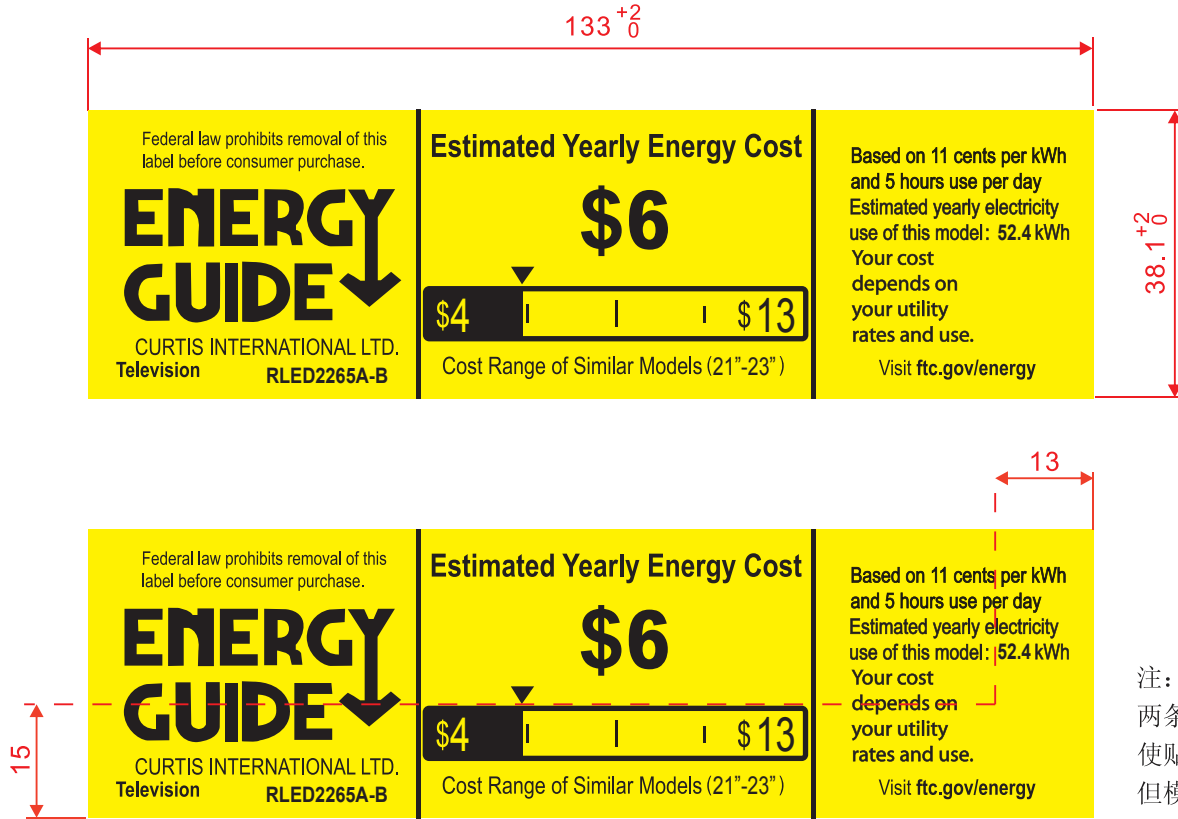 133 +2 0
Federal law prohibits removal of this
label before consumer purchase.
ENERGY
GUIDE
CURTIS INTERNATIONAL LTD.
Television
RLED2265A-B
Estimated Yearly Energy Cost
$6
$4
$13
Cost Range of Similar Models (21”-23”)
Based on 11 cents per kWh
and 5 hours use per day
Estimated yearly electricity
use of this model: 52.4 kWh
Your cost
depends on
your utility
rates and use.
Visit ftc.gov/energy
38.1 +2 0
13
Federal law prohibits removal of this
label before consumer purchase.
ENERGY
GUIDE
CURTIS INTERNATIONAL LTD.
Television
RLED2265A-B
15
Estimated Yearly Energy Cost
$6
$4
$13
Cost Range of Similar Models (21”-23”)
Based on 11 cents per kWh
and 5 hours use per day
Estimated yearly electricity
use of this model: 52.4 kWh
Your cost
depends on
your utility
rates and use.
Visit ftc.gov/energy
注：
两条
使贴
但模